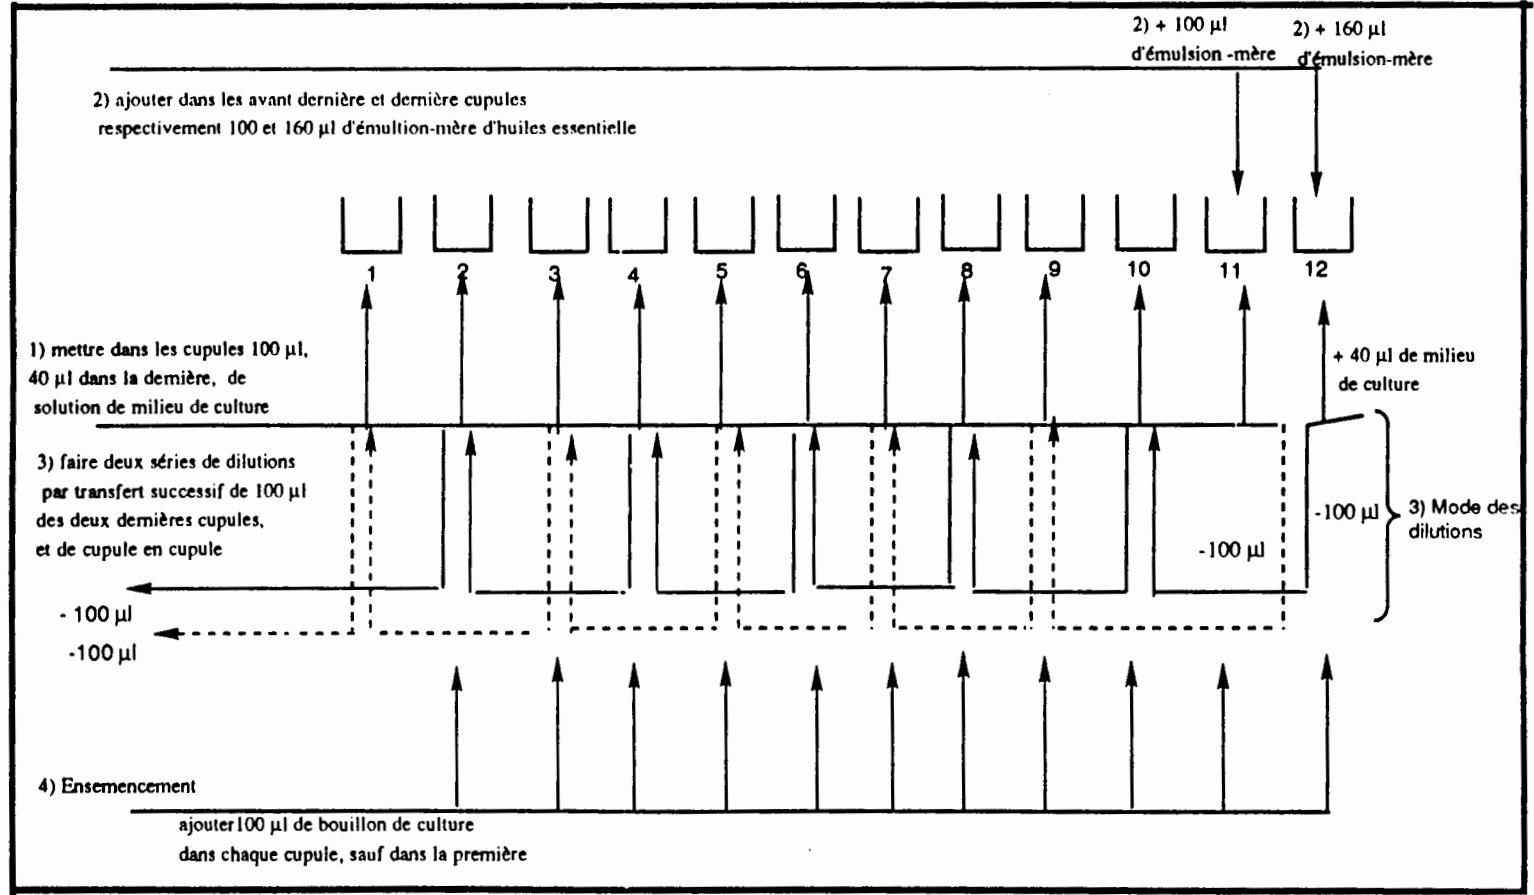 2) + 100 µl
d'émulsion -mère
2) + 160 µl
d'émulsion-mère
2) ajouter dans les avant dernière et dernière cupules
respectivement 100 et 160 µl d'émultion-mère d'huiles essentielle
1 2 3 4 5 6 7 8 9 10 11 12
1) mettre dans les cupules 100 µl,
40 µl dans la dernière, de
solution de milieu de culture
+ 40 µl de milieu
de culture
3) faire deux séries de dilutions
par transfert successif de 100 µl
des deux dernières cupules,
et de cupule en cupule
-100 µl
-100 µl
3) Mode des
dilutions
- 100 µl
-100 µl
4) Ensemencement
ajouter100 µl de bouillon de culture
dans chaque cupule, sauf dans la première